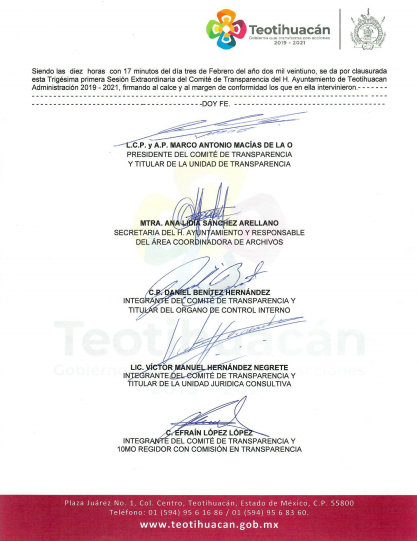 Teotihuacán
Gobierno que transforma con acciones
2019 - 2021
Siendo las diez horas con 17 minutos del día tres de Febrero del año dos mil veintiuno, se da por clausurada
esta Trigésima primera Sesión Extraordinaria del Comité de Transparencia del H. Ayuntamiento de Teotihuacan
Administración 2019 - 2021, firmando al calce y al margen de conformidad los que en ella intervinieron.- - - - - - -
- - - - - - - - - - - - - - - - - - - - - - - - - - - - - - -DOY FE. - - - - - - - - - - - - - - - - - - - - - - - - - - - - - - -
L.C.P. y A.P. MARCO ANTONIO MACÍAS DE LA O
PRESIDENTE DEL COMITÉ DE TRANSPARENCIA
Y TITULAR DE LA UNIDAD DE TRANSPARENCIA
MTRA. ANA LIDIA SÁNCHEZ ARELLANO
SECRETARIA DEL H. AYUNTAMIENTO Y RESPONSABLE
DEL ÁREA COORDINADORA DE ARCHIVOS
C.P. DANIEL BENÍTEZ HERNÁNDEZ
INTEGRANTE DEL COMITÉ DE TRANSPARENCIA Y
TITULAR DEL ORGANO DE CONTROL INTERNO
Teotihuacán
LIC. VÍCTOR MANUEL HERNÁNDEZ NEGRETE
INTEGRANTE DEL COMITÉ DE TRANSPARENCIA Y
TITULAR DE LA UNIDAD JURIDICA CONSULTIVA
C. EFRAÍN LÓPEZ LÓPEZ
INTEGRANTE DEL COMITÉ DE TRANSPARENCIA Y
10MO REGIDOR CON COMISIÓN EN TRANSPARENCIA
Plaza Juárez No. 1, Col. Centro, Teotihuacán, Estado de México, C.P. 55800
Teléfono: 01 (594) 95 6 16 86 / 01 (594) 95 6 83 60.
www.teotihuacan.gob.mx